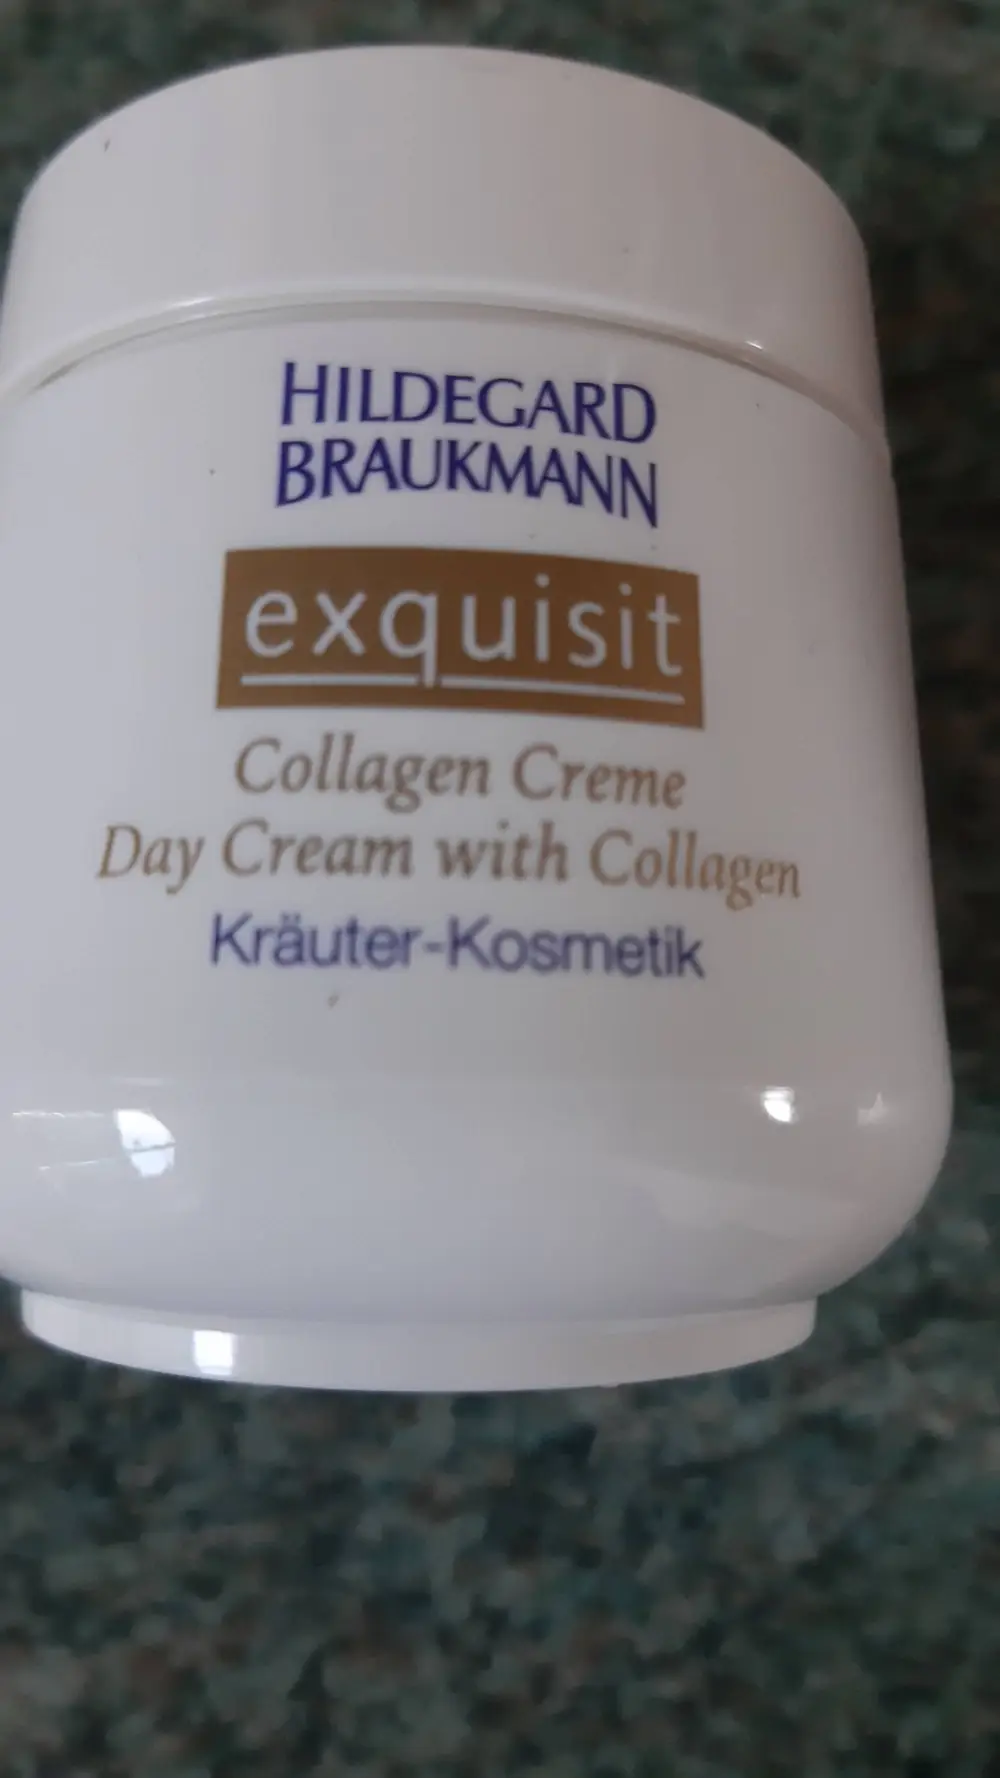 HILDEGARD
BRAUKMANN
exquisit
Collagen Creme
Day Cream with Collagen
Kräuter-Kosmetik